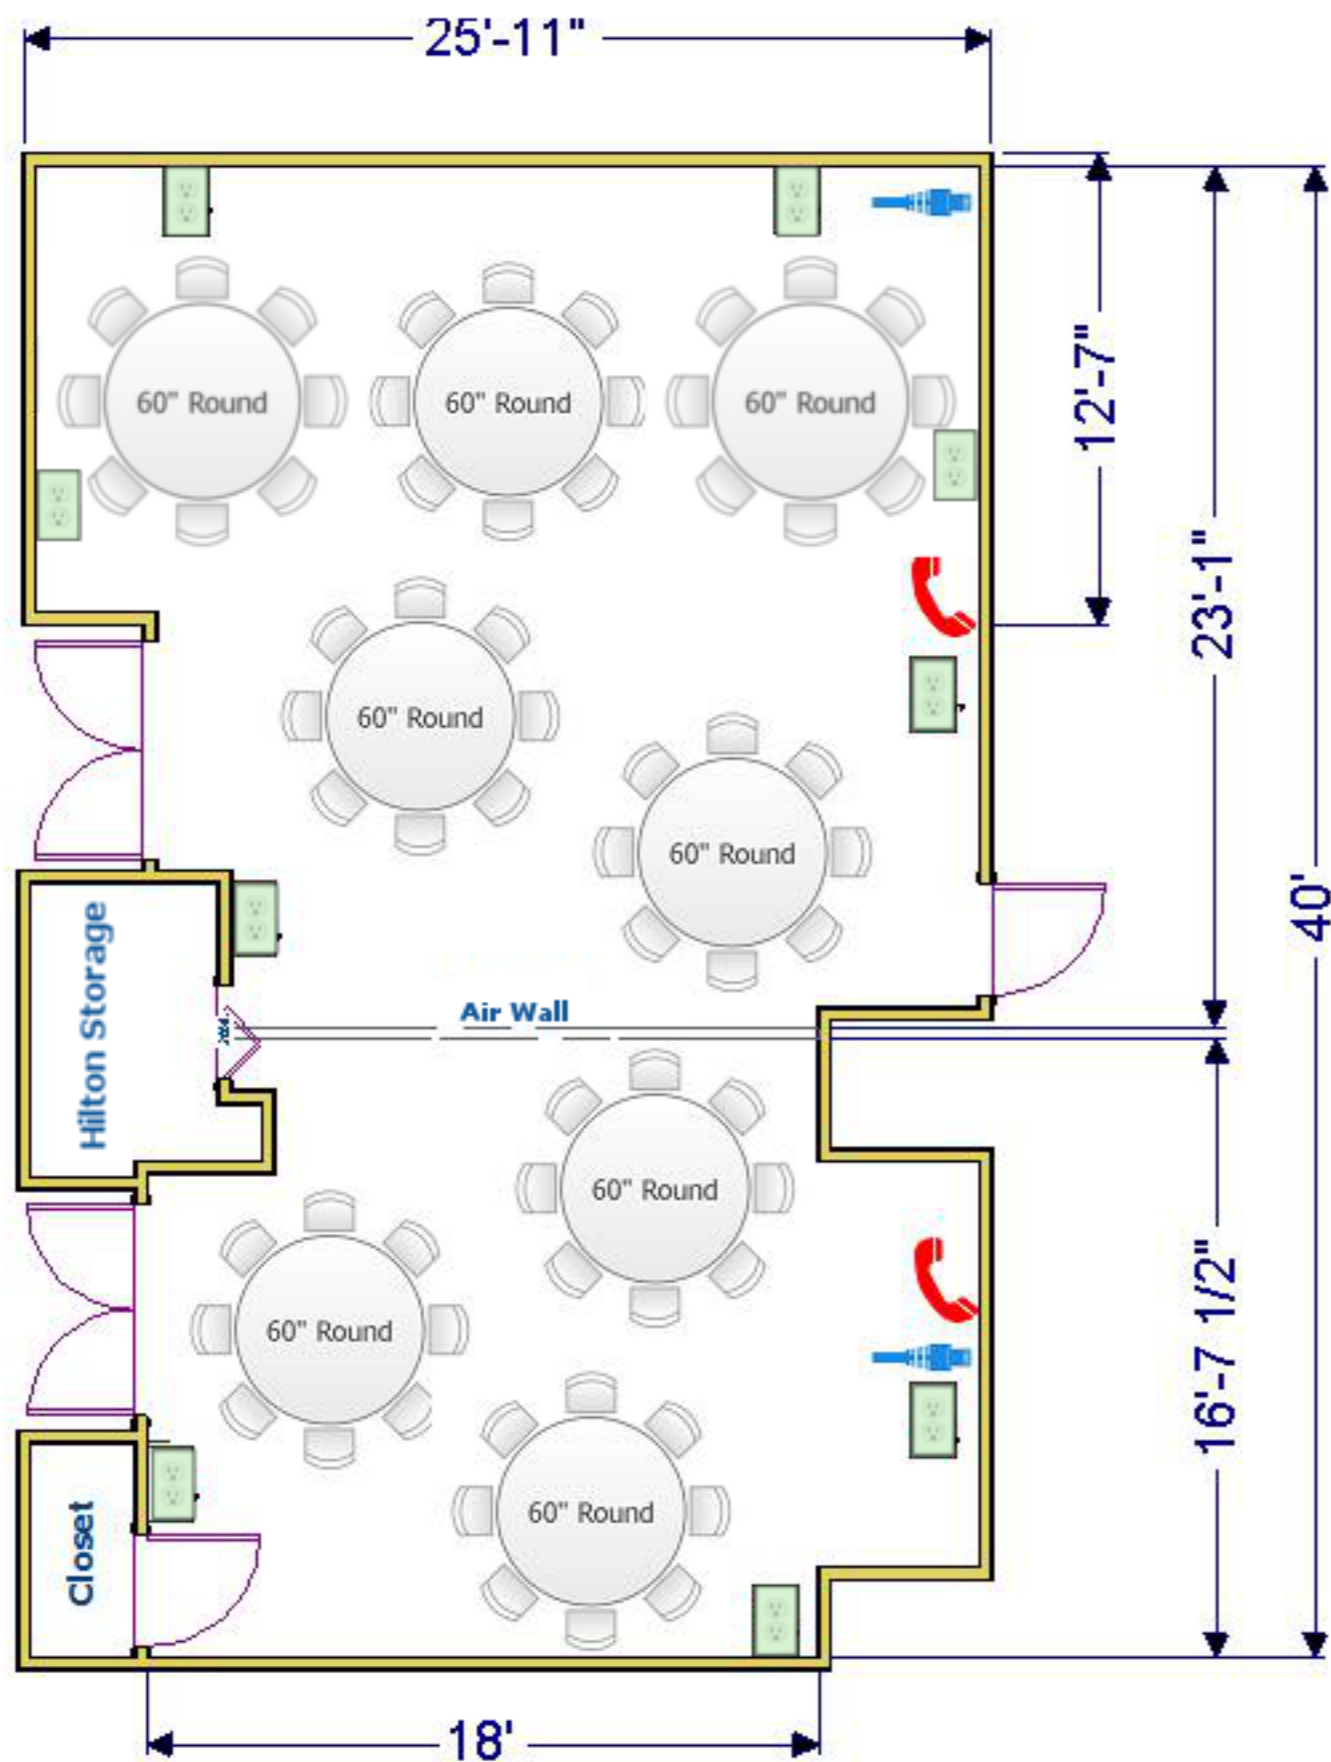 25'-11"
60" Round
60" Round
60" Round
12'-7"
23'-1"
60" Round
60" Round
40'
Hilton Storage
Air Wall
60" Round
60" Round
16'-7 1/2"
60" Round
Closet
18'